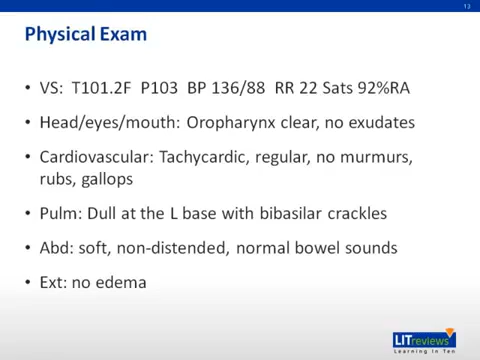 13
Physical Exam
• VS: T101.2F P103 BP 136/88 RR 22 Sats 92%RA
• Head/eyes/mouth: Oropharynx clear, no exudates
• Cardiovascular: Tachycardic, regular, no murmurs,
rubs, gallops
• Pulm: Dull at the L base with bibasilar crackles
• Abd: soft, non-distended, normal bowel sounds
• Ext: no edema
LITreviews
Learning In Ten